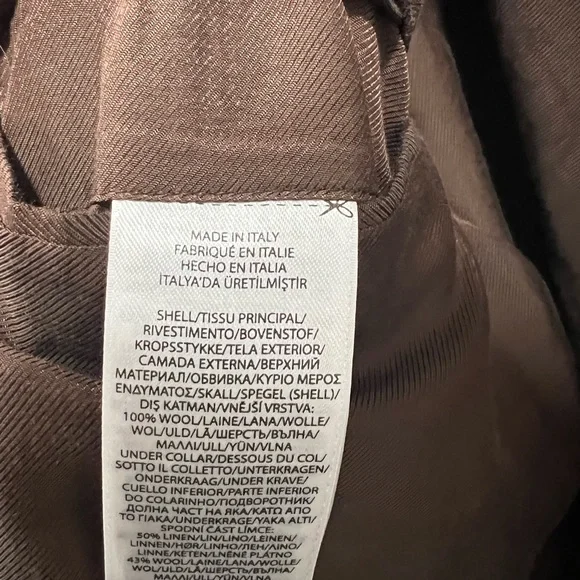 MADE IN ITALY
FABRIQUÉ EN ITALIE
HECHO EN ITALIA
İTALYA'DA ÜRETİLMİŞTİR
SHELL/TISSU PRINCIPAL/
RIVESTIMENTO/BOVENSTOF/
KROPSSTYKKE/TELA EXTERIOR/
CAMADA EXTERNA/ВЕРХНИЙ
МАТЕРИАЛ/ОБВИВКА/ΚΥΡΙΟ ΜΕΡΟΣ
ΕΝΔΥΜΑΤΟΣ/SKALL/SPEGEL (SHELL)/
DIŞ KATMAN/VNĚJŠÍ VRSTVA:
100% WOOL/LAINE/LANA/WOLLE/
WOL/ULD/LÃ/ШЕРСТЬ/ВЪЛНА/
ΜΑΛΛΙ/ULL/YÜN/VLNA
UNDER COLLAR/DESSOUS DU COL/
SOTTO IL COLLETTO/UNTERKRAGEN/
ONDERKRAAG/UNDER KRAVE/
CUELLO INFERIOR/PARTE INFERIOR
DO COLARINHO/ПОДВОРОТНИК/
ДОЛНА ЧАСТ НА ЯКА/ΚΑΤΩ ΑΠΟ
ΤΟ ΓΙΑΚΑ/UNDERKRAGE/YAKA ALTI/
SPODNÍ ČÁST LÍMCE:
50% LINEN/LIN/LINO/LEINEN/
LINNEN/HØR/LINHO/ЛЕН/ΛΙΝΟ/
LINNE/KETEN/LNĚNÉ PLÁTNO
43% WOOL/LAINE/LANA/WOLLE/
WOL/ULD/LÃ/ШЕРСТЬ/ВЪЛНА/
ΜΑΛΛΙ/ULL/YÜN/VLNA